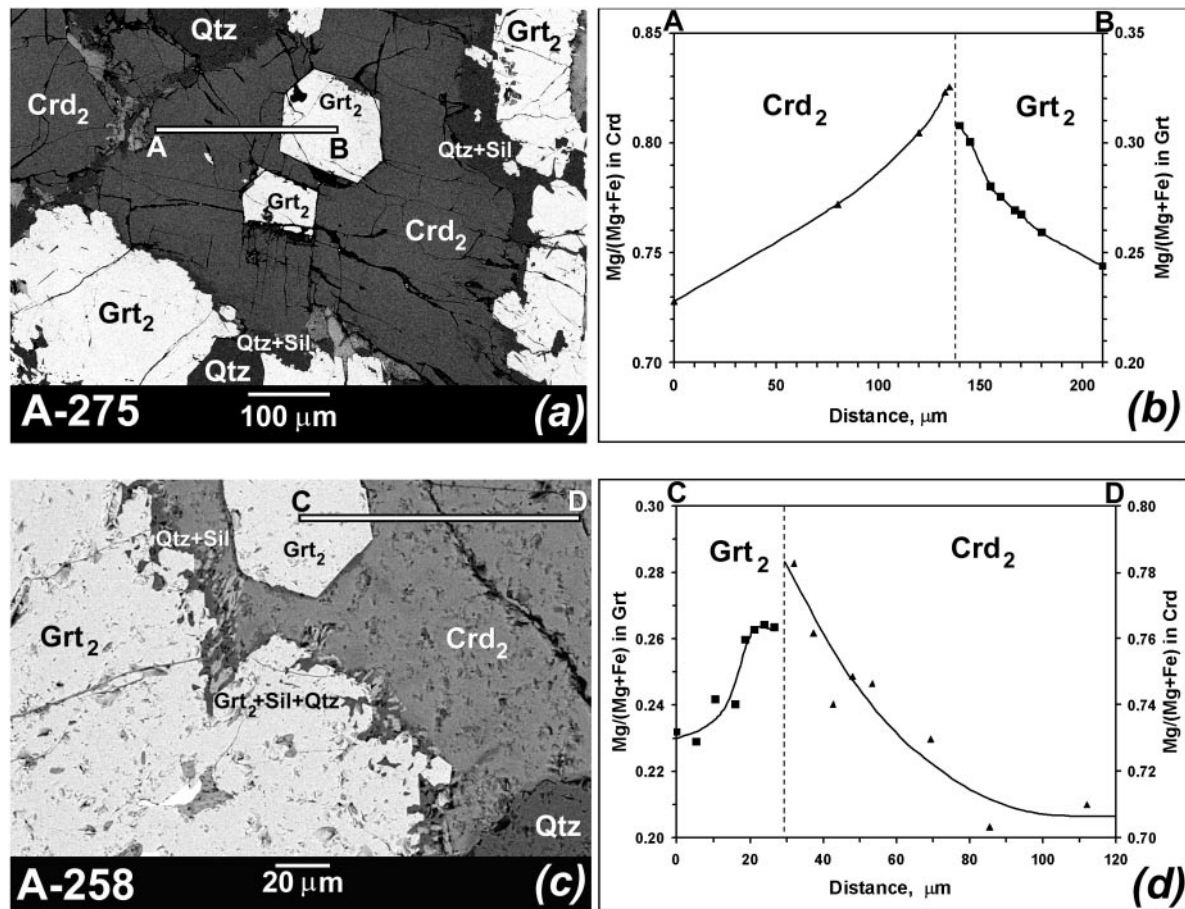 Qtz
Grt2
Crd2
Grt2
A
B
Qtz+Sil
Grt2
Crd2
Grt2
Qtz+Sil
Qtz
A-275
100 μm
(a)
A
B
0.85
0.80
0.75
0.70
Mg/(Mg+Fe) in Crd
Crd2
Grt2
0.35
0.30
0.25
0.20
Mg/(Mg+Fe) in Grt
0
50
100
150
200
Distance, μm
(b)
C
D
Qtz+Sil
Grt2
Grt2
Crd2
Grt2+Sil+Qtz
Qtz
A-258
20 μm
(c)
C
D
0.30
0.28
0.26
0.24
0.22
0.20
Mg/(Mg+Fe) in Grt
Grt2
Crd2
0.80
0.78
0.76
0.74
0.72
0.70
Mg/(Mg+Fe) in Crd
0
20
40
60
80
100
120
Distance, μm
(d)